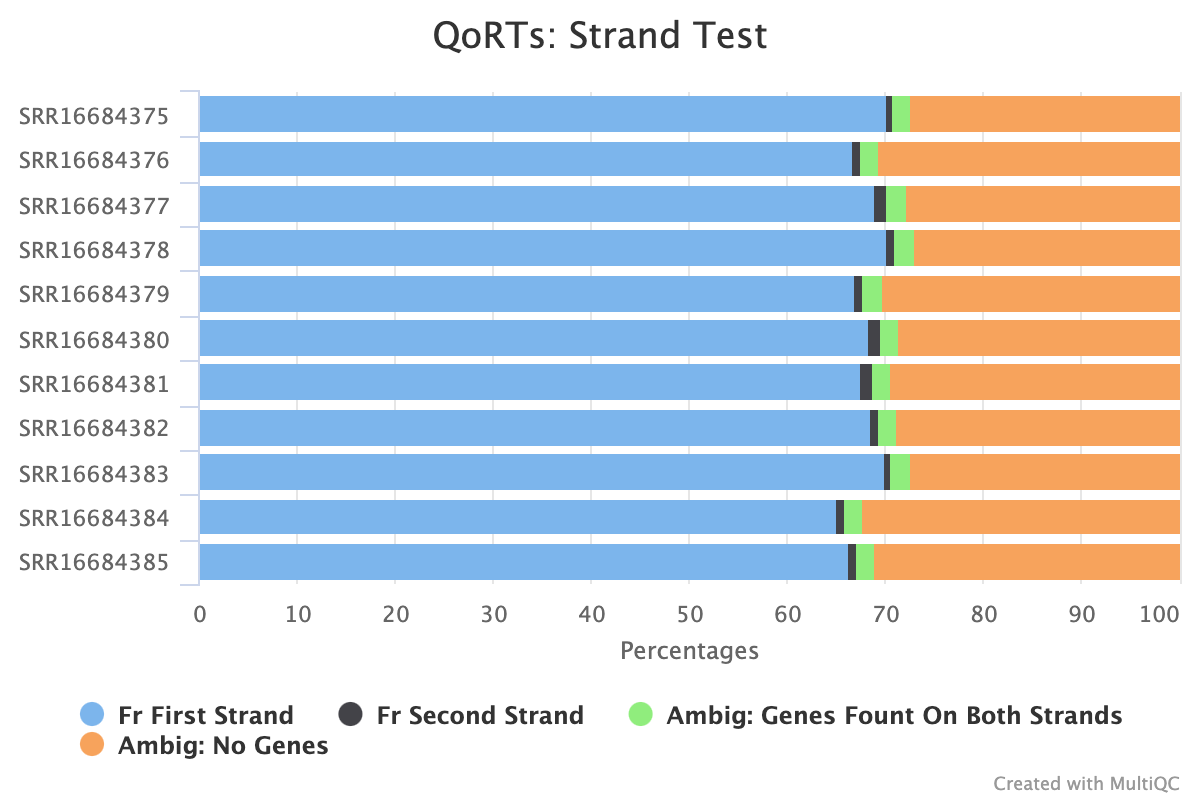 QoRTs: Strand Test
SRR16684375
SRR16684376
SRR16684377
SRR16684378
SRR16684379
SRR16684380
SRR16684381
SRR16684382
SRR16684383
SRR16684384
SRR16684385
0 10 20 30 40 50 60 70 80 90 100
Percentages
Fr First Strand Fr Second Strand Ambig: Genes Fount On Both Strands
Ambig: No Genes
Created with MultiQC